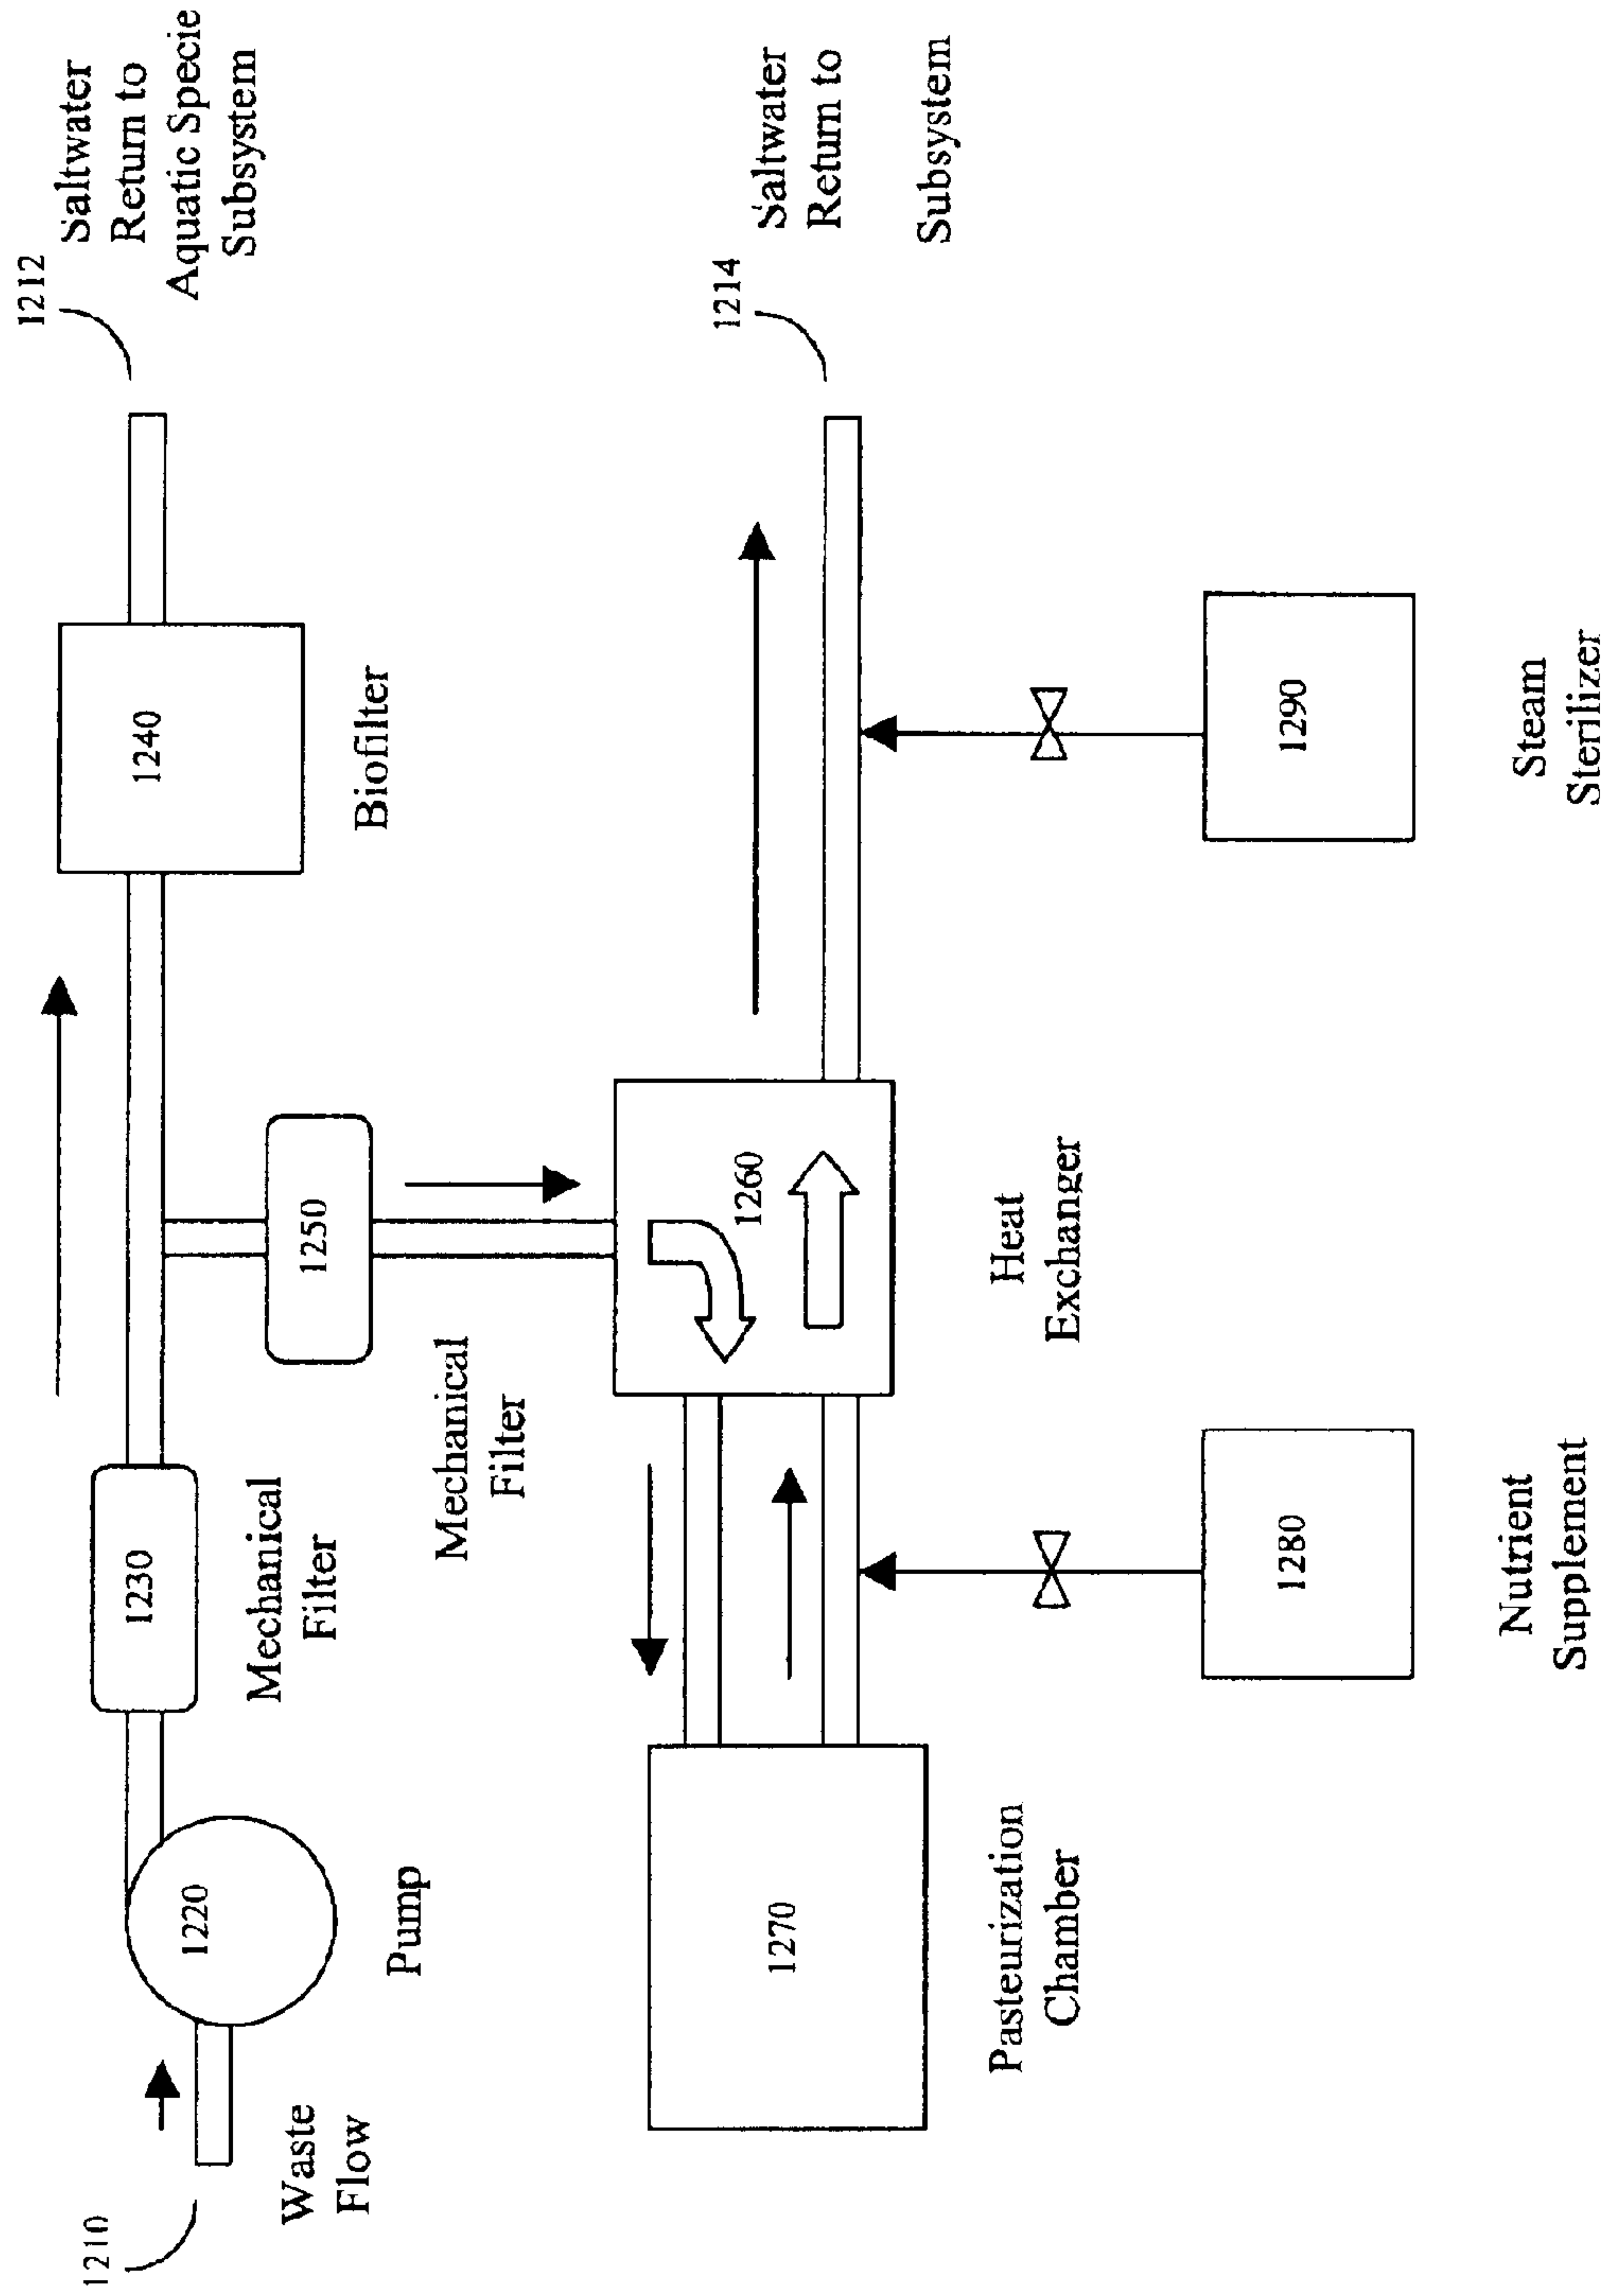 1210
Waste
Flow
1220
Pump
1230
Mechanical
Filter
1240
Biofilter
1212
Saltwater
Return to
Aquatic Specie
Subsystem
1250
Mechanical
Filter
1260
Heat
Exchanger
1214
Saltwater
Return to
Subsystem
1270
Pasteurization
Chamber
1280
Nutrient
Supplement
1290
Steam
Sterilizer